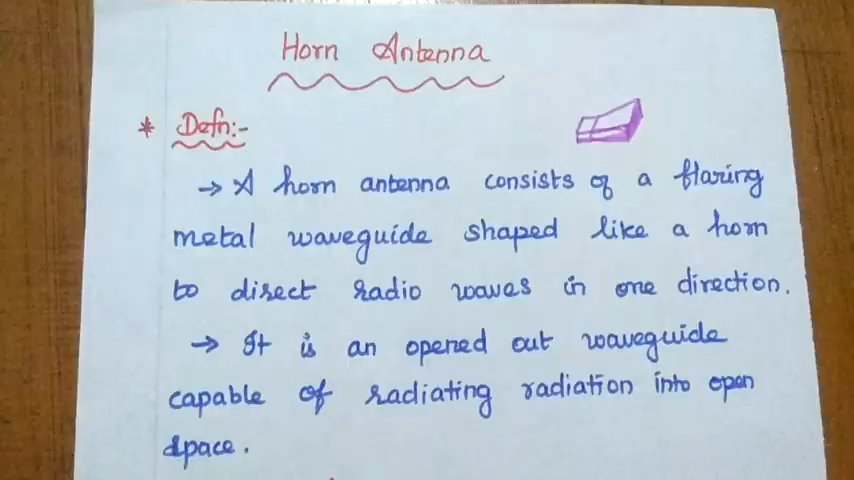 Horn Antenna
* Defn:-
→ A horn antenna consists of a flaring
metal waveguide shaped like a horn
to direct radio waves in one direction.
→ It is an opened out waveguide
capable of radiating radiation into open
space.